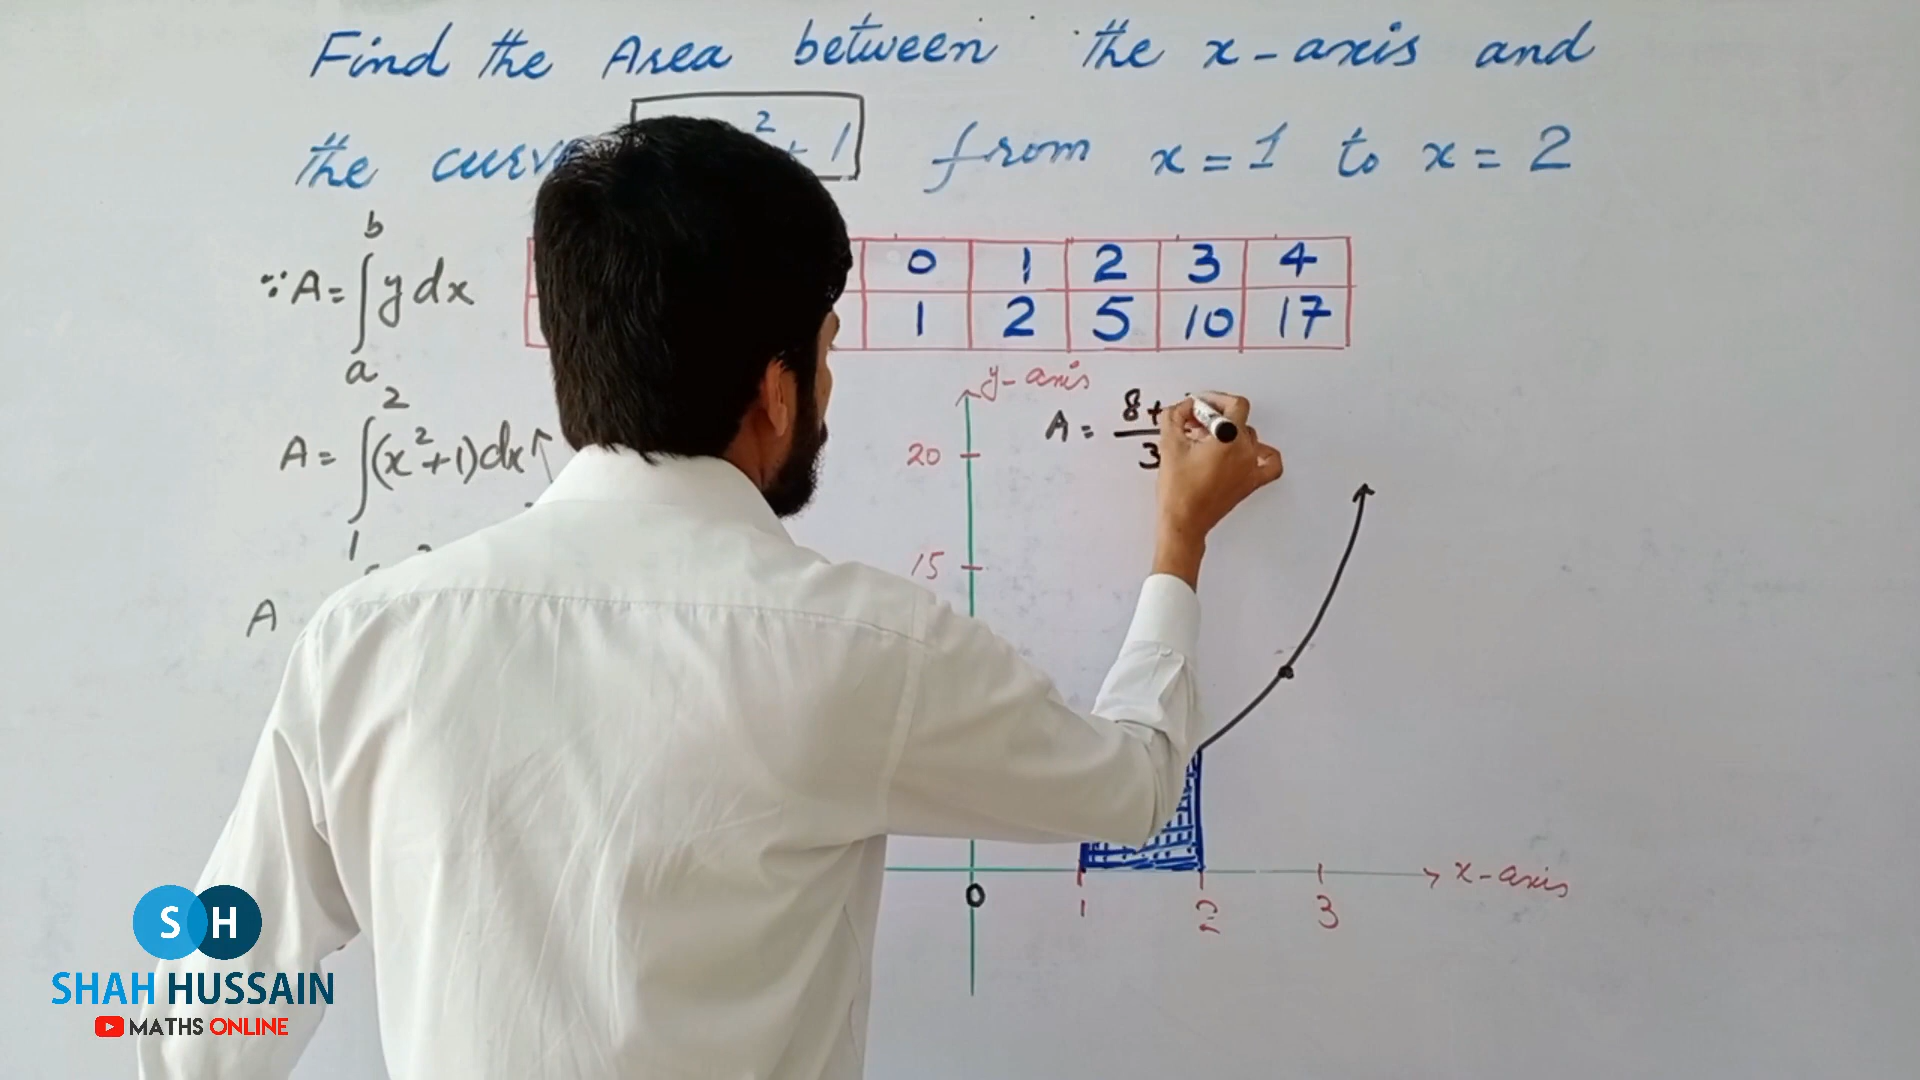 Find the Area between the x-axis and
the curve ² + 1 from x = 1 to x = 2
∵ A = ∫ₐᵇ y dx
0 1 2 3 4
1 2 5 10 17
A = ∫₁² (x² + 1) dx
A
y-axis
A = 8+ / 3
20
15
x-axis
0 1 2 3
S H
SHAH HUSSAIN
MATHS ONLINE